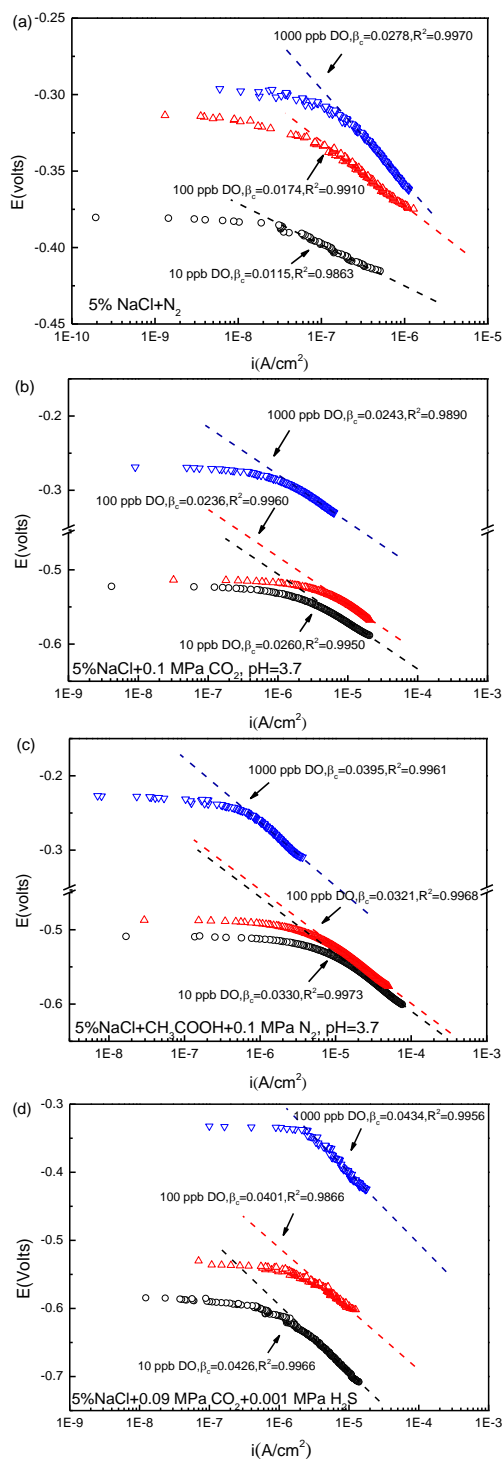 (a)
-0.25
-0.30
-0.35
-0.40
-0.45
E(volts)
1000 ppb DO,βc=0.0278,R²=0.9970
100 ppb DO,βc=0.0174,R²=0.9910
10 ppb DO,βc=0.0115,R²=0.9863
5% NaCl+N₂
1E-10 1E-9 1E-8 1E-7 1E-6 1E-5
i(A/cm²)
(b)
-0.2
-0.3
-0.5
-0.6
E(volts)
1000 ppb DO,βc=0.0243,R²=0.9890
100 ppb DO,βc=0.0236,R²=0.9960
10 ppb DO,βc=0.0260,R²=0.9950
5%NaCl+0.1 MPa CO₂, pH=3.7
1E-9 1E-8 1E-7 1E-6 1E-5 1E-4 1E-3
i(A/cm²)
(c)
-0.2
-0.3
-0.5
-0.6
E(volts)
1000 ppb DO,βc=0.0395,R²=0.9961
100 ppb DO,βc=0.0321,R²=0.9968
10 ppb DO,βc=0.0330,R²=0.9973
5%NaCl+CH₃COOH+0.1 MPa N₂, pH=3.7
1E-8 1E-7 1E-6 1E-5 1E-4 1E-3
i(A/cm²)
(d)
-0.3
-0.4
-0.5
-0.6
-0.7
E(Volts)
1000 ppb DO,βc=0.0434,R²=0.9956
100 ppb DO,βc=0.0401,R²=0.9866
10 ppb DO,βc=0.0426,R²=0.9966
5%NaCl+0.09 MPa CO₂+0.001 MPa H₂S
1E-9 1E-8 1E-7 1E-6 1E-5 1E-4 1E-3
i(A/cm²)